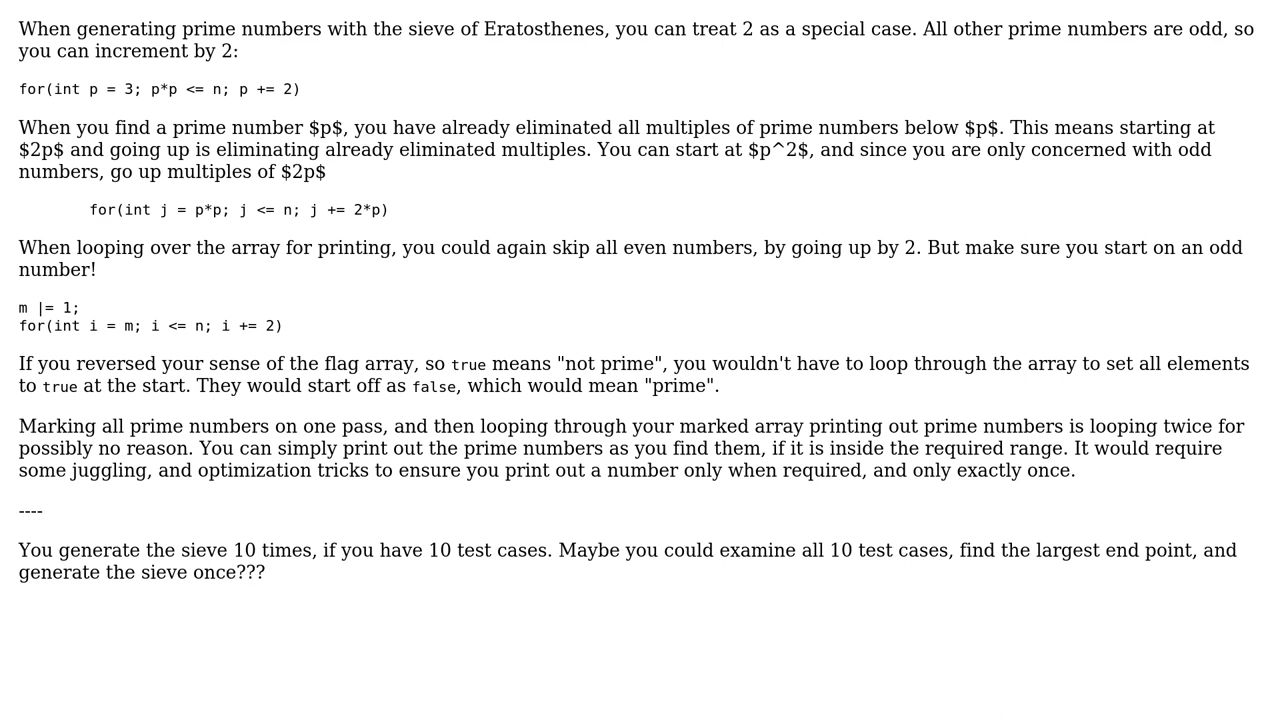 When generating prime numbers with the sieve of Eratosthenes, you can treat 2 as a special case. All other prime numbers are odd, so
you can increment by 2:
for(int p = 3; p*p <= n; p += 2)
When you find a prime number $p$, you have already eliminated all multiples of prime numbers below $p$. This means starting at
$2p$ and going up is eliminating already eliminated multiples. You can start at $p^2$, and since you are only concerned with odd
numbers, go up multiples of $2p$
for(int j = p*p; j <= n; j += 2*p)
When looping over the array for printing, you could again skip all even numbers, by going up by 2. But make sure you start on an odd
number!
m |= 1;
for(int i = m; i <= n; i += 2)
If you reversed your sense of the flag array, so true means "not prime", you wouldn't have to loop through the array to set all elements
to true at the start. They would start off as false, which would mean "prime".
Marking all prime numbers on one pass, and then looping through your marked array printing out prime numbers is looping twice for
possibly no reason. You can simply print out the prime numbers as you find them, if it is inside the required range. It would require
some juggling, and optimization tricks to ensure you print out a number only when required, and only exactly once.
----
You generate the sieve 10 times, if you have 10 test cases. Maybe you could examine all 10 test cases, find the largest end point, and
generate the sieve once???